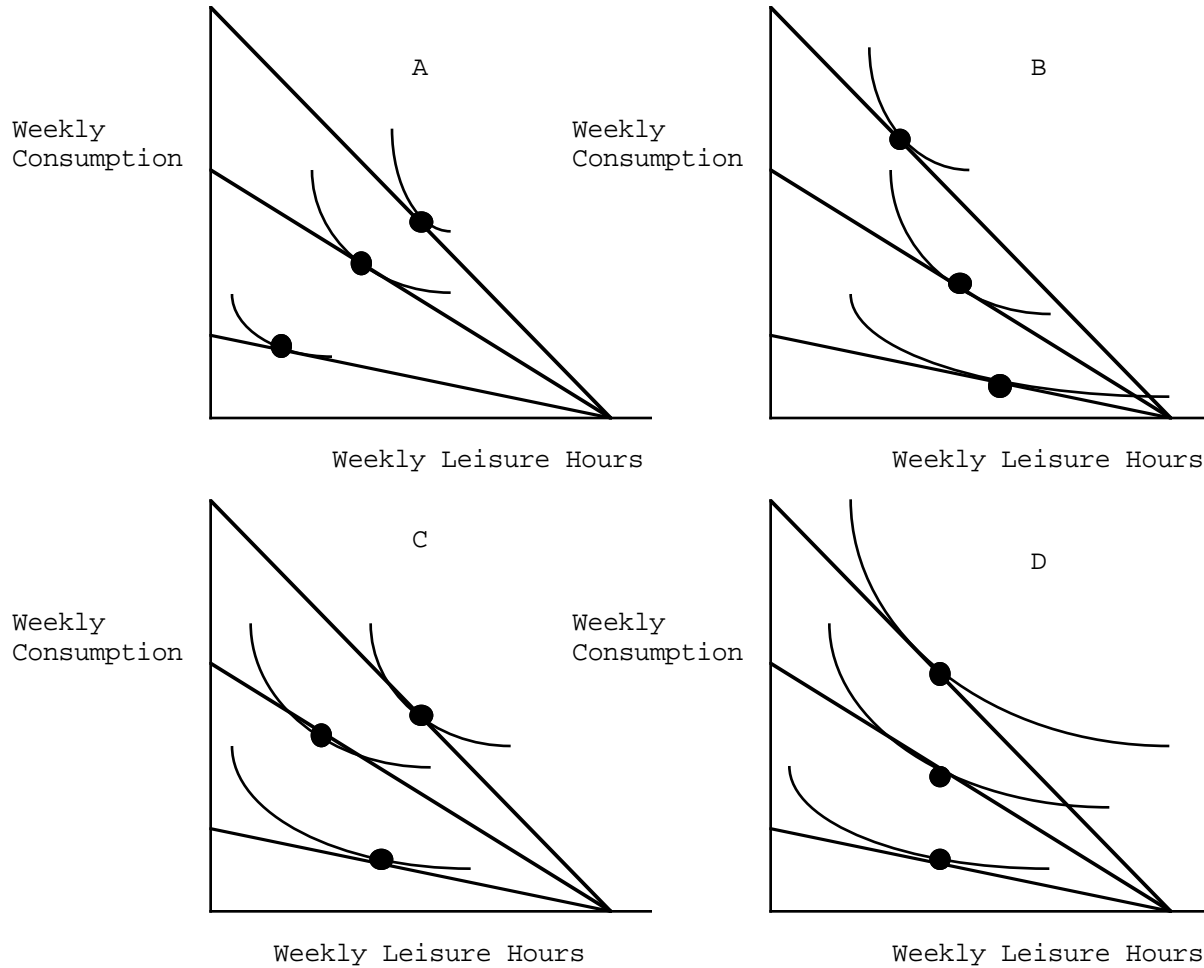 A
Weekly
Consumption
Weekly Leisure Hours
B
Weekly
Consumption
Weekly Leisure Hours
C
Weekly
Consumption
Weekly Leisure Hours
D
Weekly
Consumption
Weekly Leisure Hours